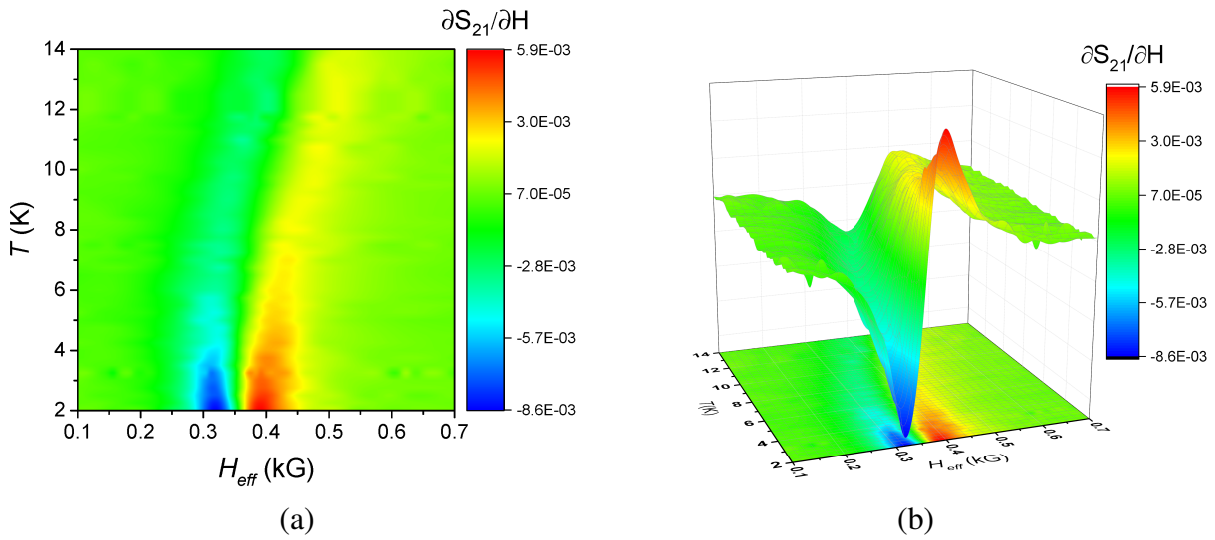 ∂S21/∂H
14
12
10
8
6
4
2
T (K)
0.1 0.2 0.3 0.4 0.5 0.6 0.7
Heff (kG)
5.9E-03
3.0E-03
7.0E-05
-2.8E-03
-5.7E-03
-8.6E-03
(a)
∂S21/∂H
5.9E-03
3.0E-03
7.0E-05
-2.8E-03
-5.7E-03
-8.6E-03
14
12
10
8
6
4
2
T(K)
0.1 0.2 0.3 0.4 0.5 0.6 0.7
Heff (kG)
(b)